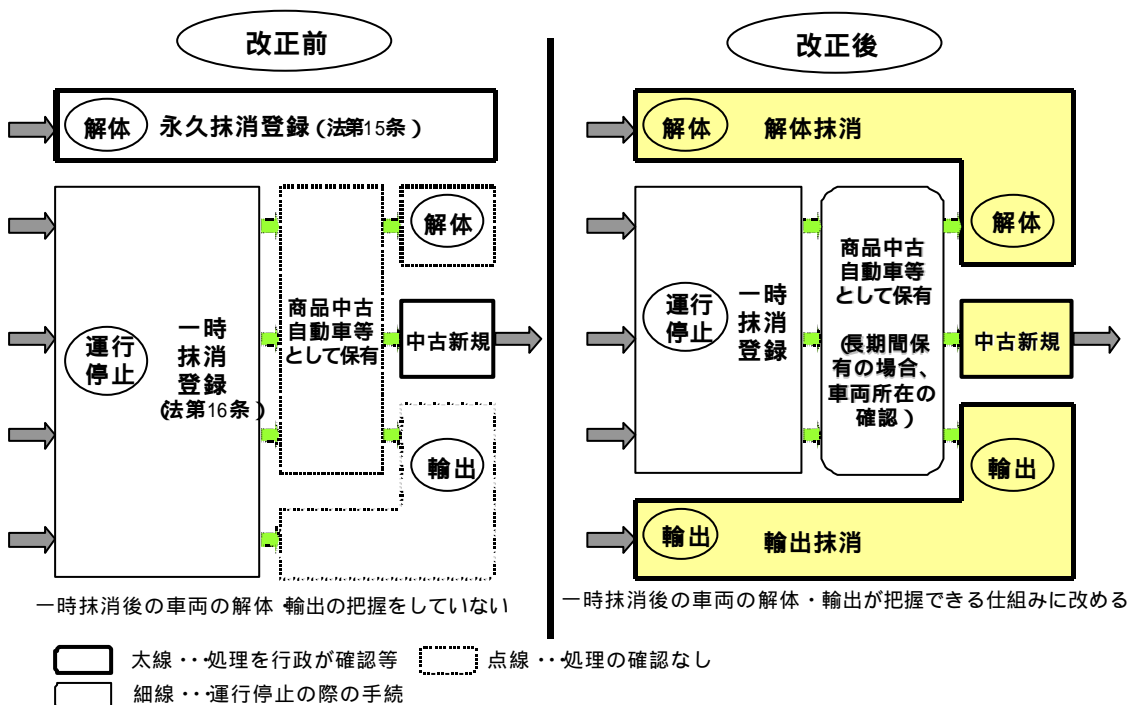 改正前
解体 永久抹消登録(法第15条)
運行
停止
一時
抹消
登録
(法第16条)
商品中古
自動車等
として保有
解体
中古新規
輸出
一時抹消後の車両の解体・輸出の把握をしていない
改正後
解体 解体抹消
運行
停止
一時
抹消
登録
商品中古
自動車等
として保有
(長期間保
有の場合、
車両所在の
確認)
解体
中古新規
輸出
輸出 輸出抹消
一時抹消後の車両の解体・輸出が把握できる仕組みに改める
太線・・・処理を行政が確認等 点線・・・処理の確認なし
細線・・・運行停止の際の手続